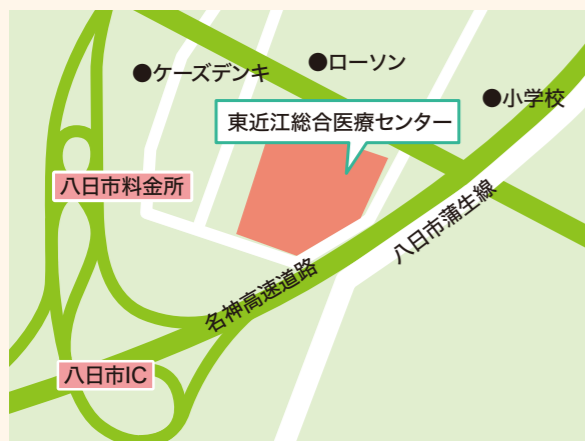 ●ローソン
●ケーズデンキ
●小学校
東近江総合医療センター
八日市料金所
八日市蒲生線
名神高速道路
八日市IC